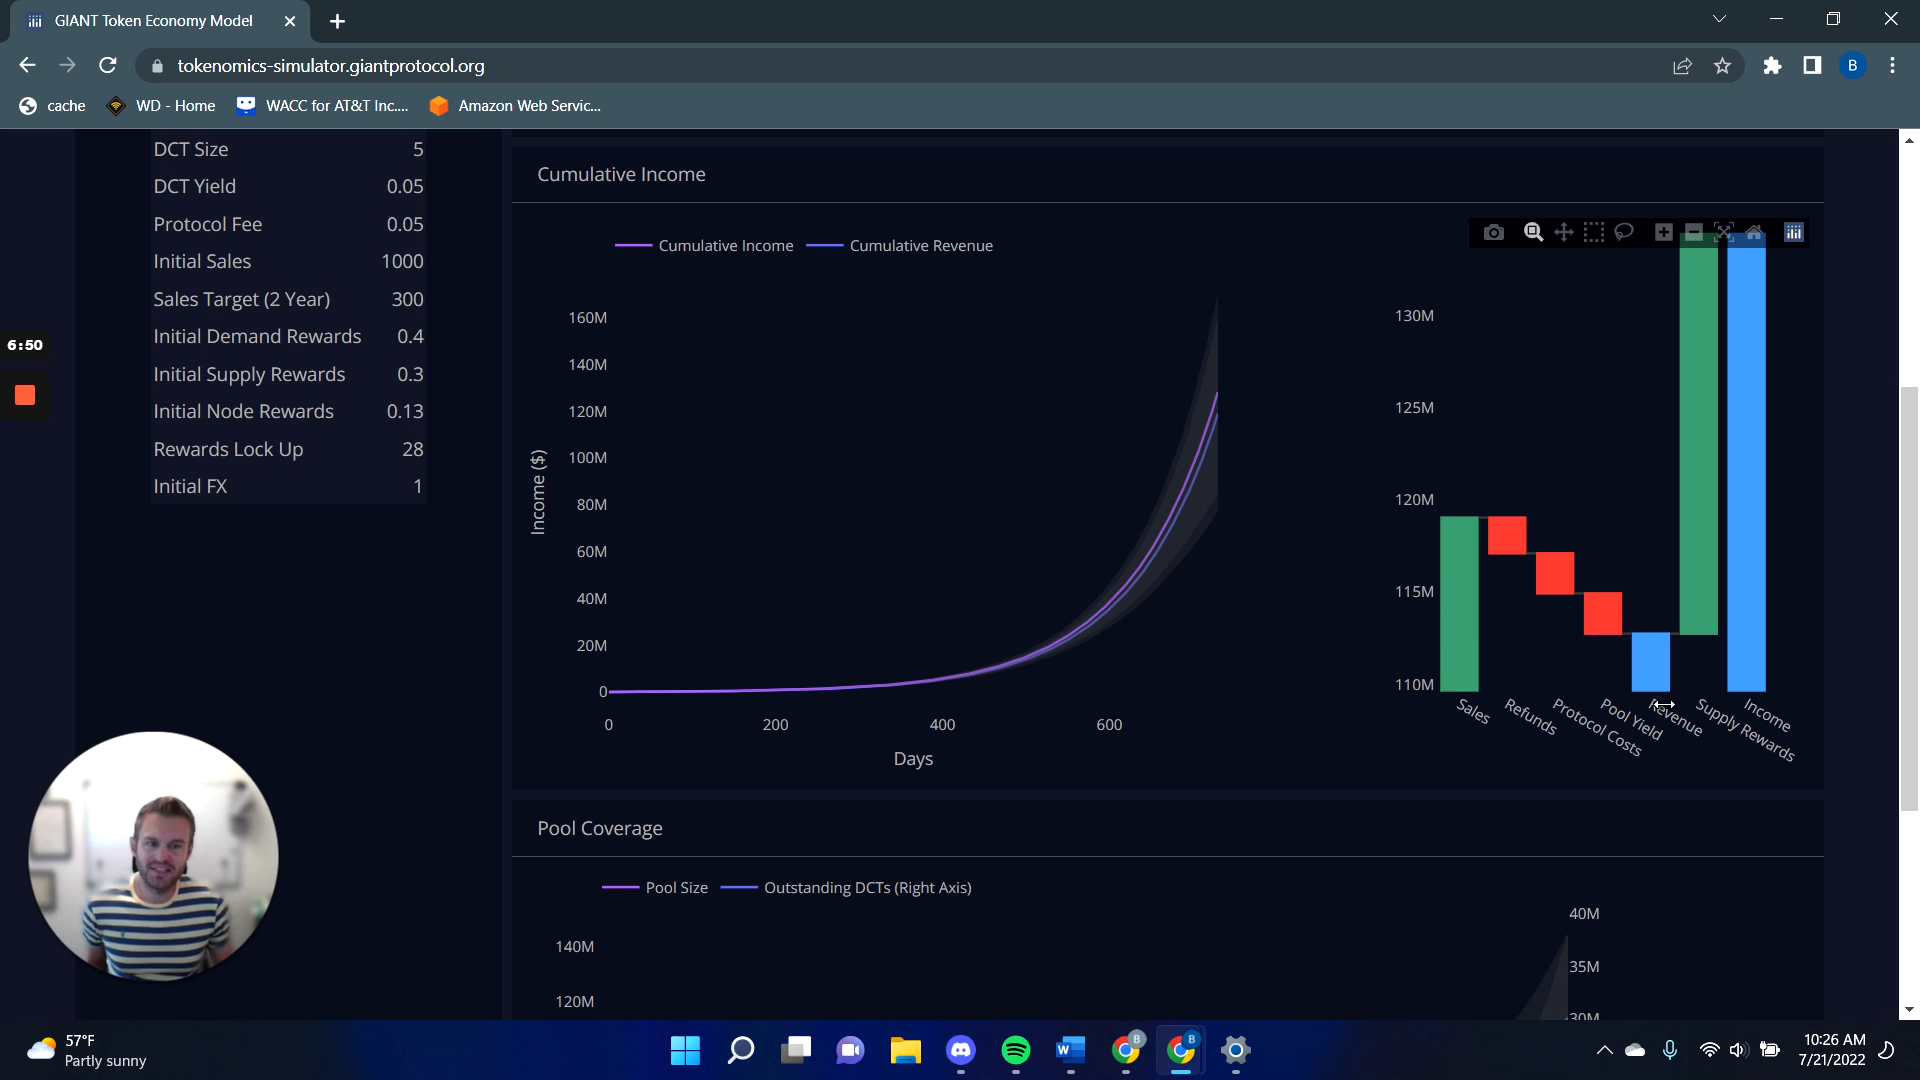 GIANT Token Economy Model
tokenomics-simulator.giantprotocol.org
B
cache
WD - Home
WACC for AT&T Inc....
Amazon Web Servic...
DCT Size 5
DCT Yield 0.05
Protocol Fee 0.05
Initial Sales 1000
Sales Target (2 Year) 300
Initial Demand Rewards 0.4
Initial Supply Rewards 0.3
Initial Node Rewards 0.13
Rewards Lock Up 28
Initial FX 1
6:50
Cumulative Income
Cumulative Income
Cumulative Revenue
160M
140M
120M
100M
80M
60M
40M
20M
0
Income ($)
0
200
400
600
Days
130M
125M
120M
115M
110M
Sales
Refunds
Protocol Costs
Pool Yield
Revenue
Supply Rewards
Income
Pool Coverage
Pool Size
Outstanding DCTs (Right Axis)
140M
120M
40M
35M
30M
57°F
Partly sunny
W
B
B
10:26 AM
7/21/2022